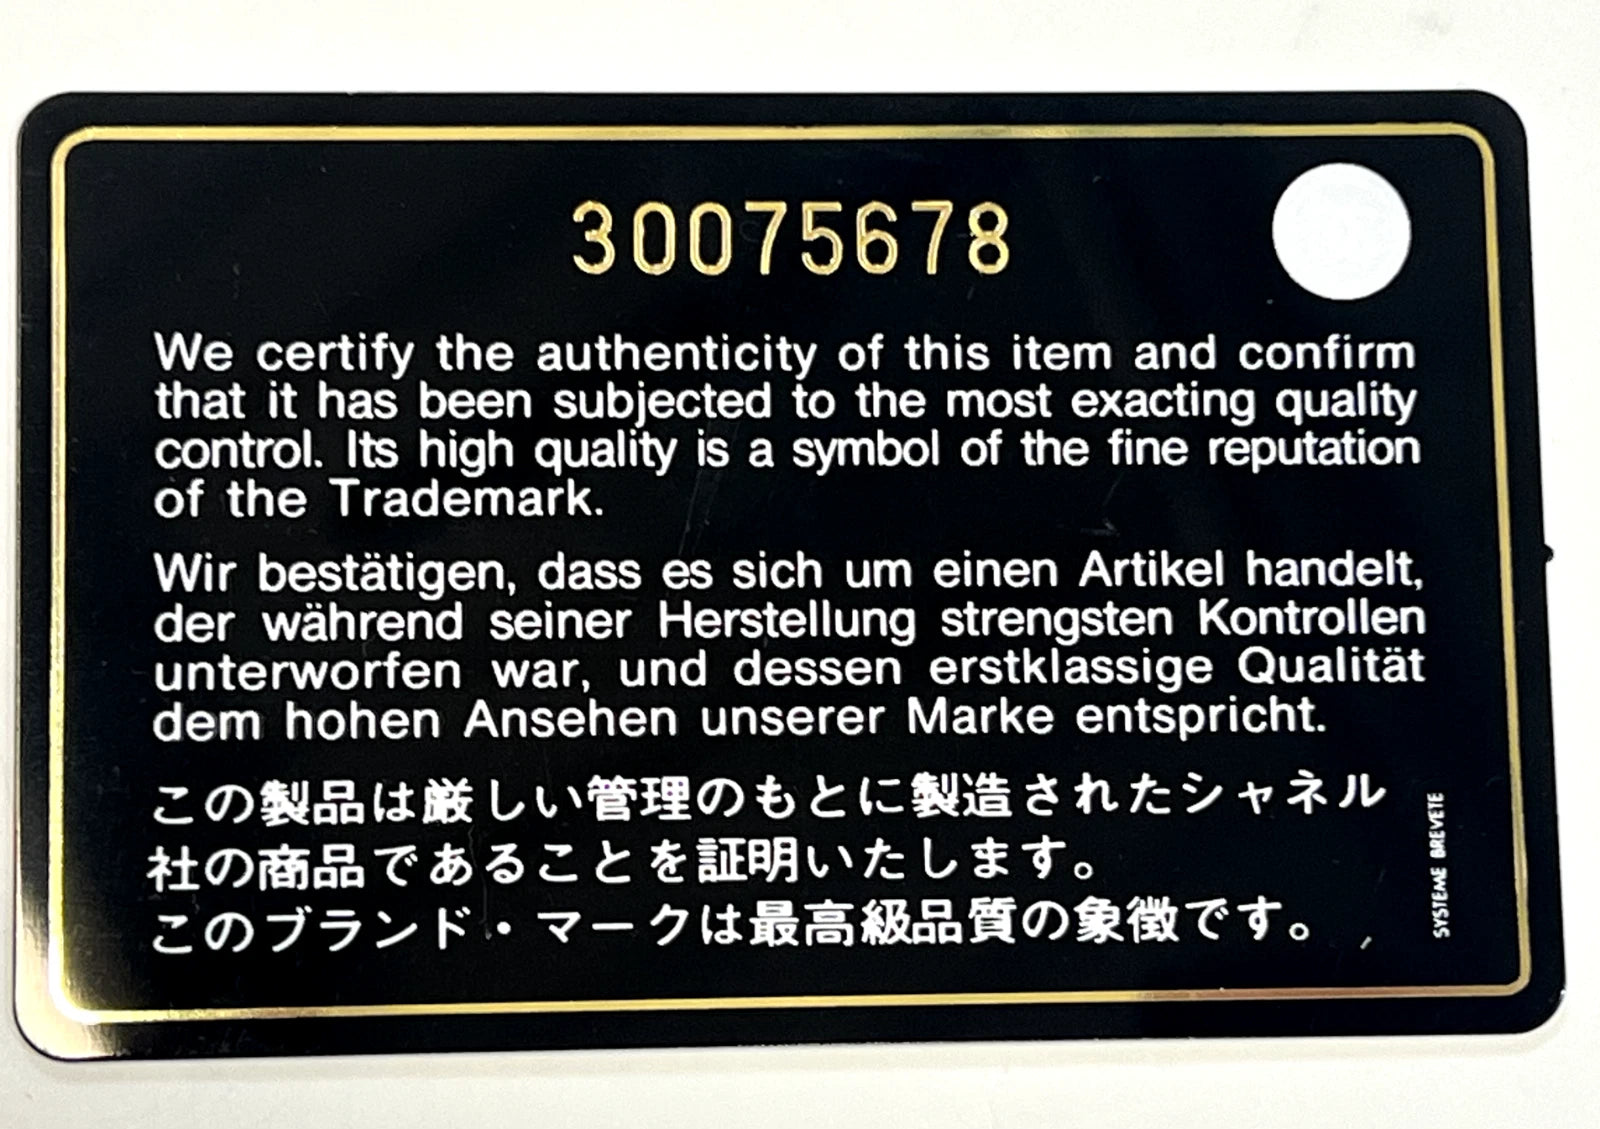 30075678
We certify the authenticity of this item and confirm
that it has been subjected to the most exacting quality
control. Its high quality is a symbol of the fine reputation
of the Trademark.
Wir bestätigen, dass es sich um einen Artikel handelt,
der während seiner Herstellung strengsten Kontrollen
unterworfen war, und dessen erstklassige Qualität
dem hohen Ansehen unserer Marke entspricht.
この製品は厳しい管理のもとに製造されたシャネル
社の商品であることを証明いたします。
このブランド・マークは最高級品質の象徴です。
SYSTEME BREVETE